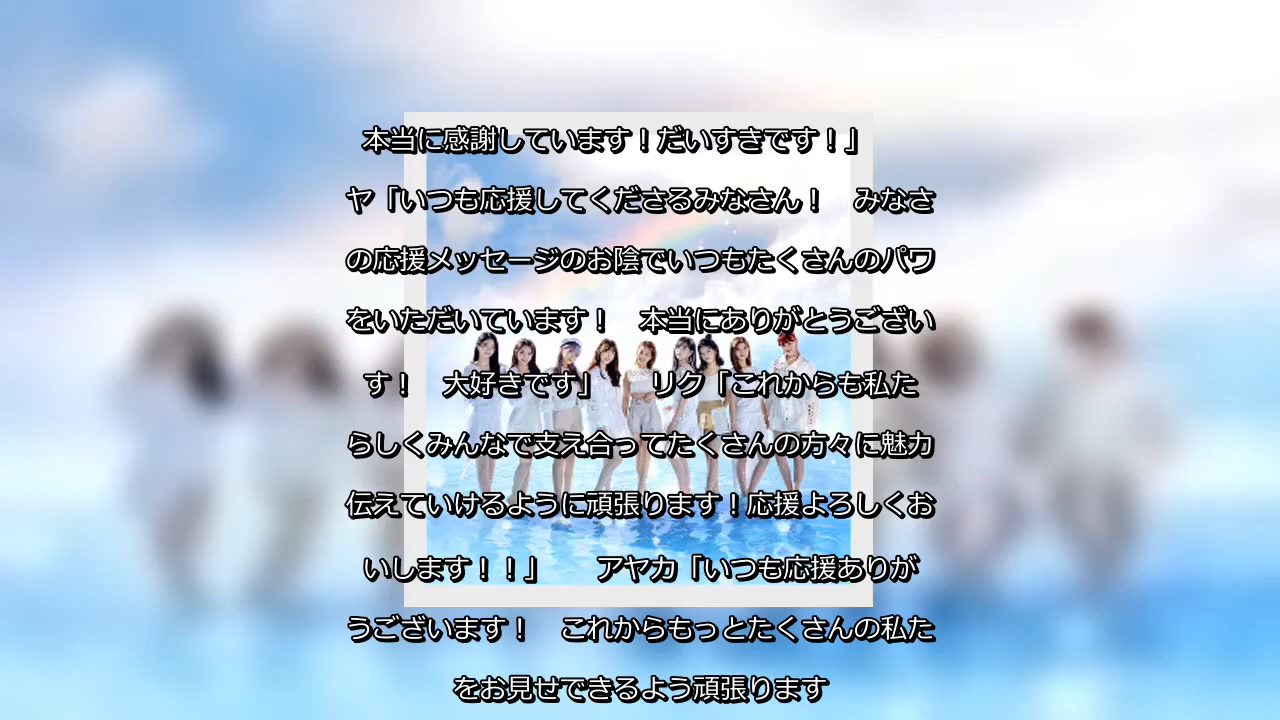 本当に感謝しています！だいすきです！」
ヤ「いつも応援してくださるみなさん！　みなさ
の応援メッセージのお陰でいつもたくさんのパワ
をいただいています！　本当にありがとうござい
す！　大好きです」　　リク「これからも私た
らしくみんなで支え合ってたくさんの方々に魅力
伝えていけるように頑張ります！応援よろしくお
いします！！」　　アヤカ「いつも応援ありが
うございます！　これからもっとたくさんの私た
をお見せできるよう頑張ります